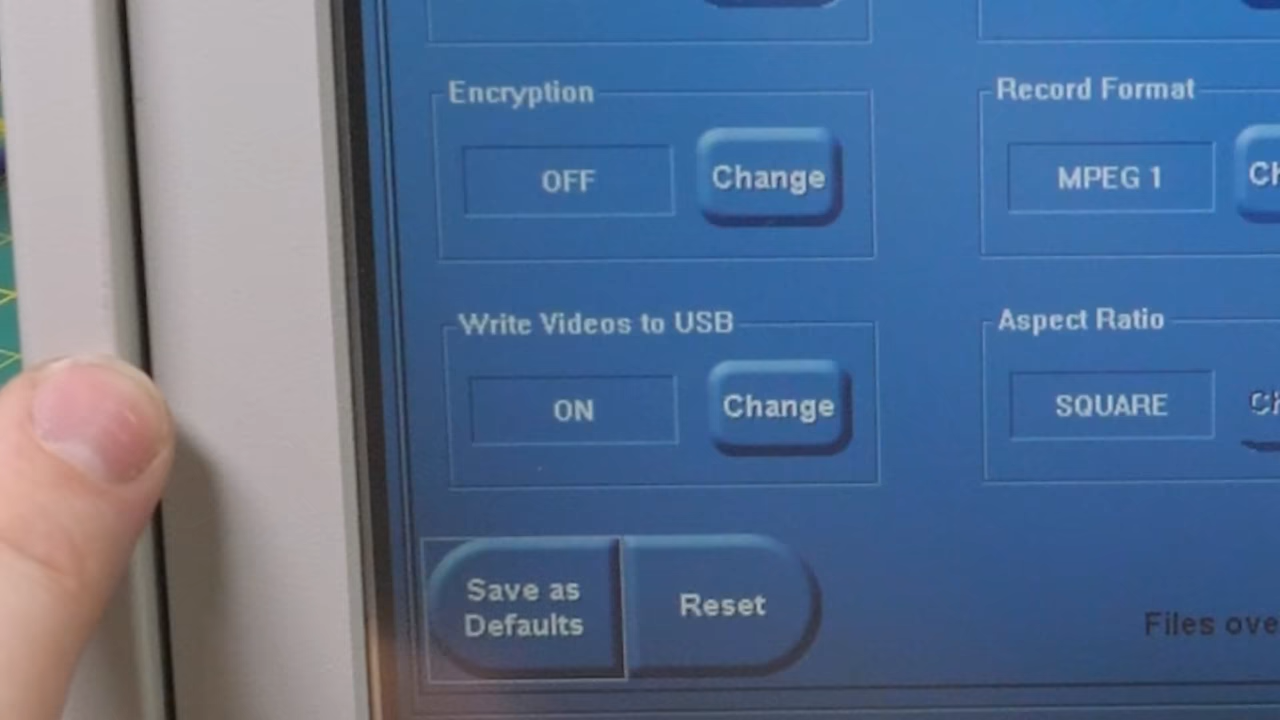 Encryption
OFF
Change
Record Format
MPEG 1
Write Videos to USB
ON
Change
Aspect Ratio
SQUARE
Save as
Defaults
Reset
Files